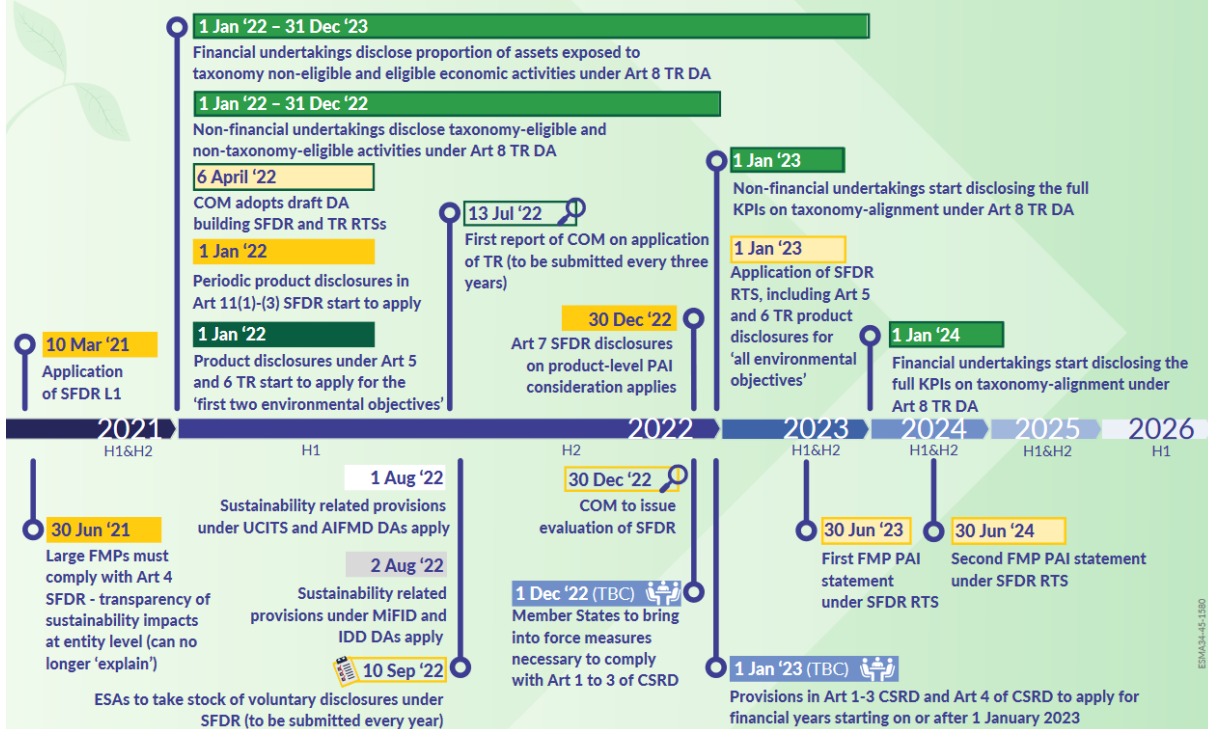 1 Jan ‘22 – 31 Dec ‘23
Financial undertakings disclose proportion of assets exposed to
taxonomy non-eligible and eligible economic activities under Art 8 TR DA
1 Jan ‘22 – 31 Dec ‘22
Non-financial undertakings disclose taxonomy-eligible and
non-taxonomy-eligible activities under Art 8 TR DA
6 April ‘22
COM adopts draft DA
building SFDR and TR RTSs
1 Jan ‘22
Periodic product disclosures in
Art 11(1)-(3) SFDR start to apply
1 Jan ‘22
Product disclosures under Art 5
and 6 TR start to apply for the
‘first two environmental objectives’
10 Mar ‘21
Application
of SFDR L1
13 Jul ‘22
First report of COM on application
of TR (to be submitted every three
years)
30 Dec ‘22
Art 7 SFDR disclosures
on product-level PAI
consideration applies
1 Jan ‘23
Non-financial undertakings start disclosing the full
KPIs on taxonomy-alignment under Art 8 TR DA
1 Jan ‘23
Application of SFDR
RTS, including Art 5
and 6 TR product
disclosures for
‘all environmental
objectives’
1 Jan ‘24
Financial undertakings start disclosing the
full KPIs on taxonomy-alignment under
Art 8 TR DA
2021 2022 2023 2024 2025 2026
H1&H2 H1 H2 H1&H2 H1&H2 H1&H2 H1
30 Jun ‘21
Large FMPs must
comply with Art 4
SFDR - transparency of
sustainability impacts
at entity level (can no
longer ‘explain’)
1 Aug ‘22
Sustainability related provisions
under UCITS and AIFMD DAs apply
2 Aug ‘22
Sustainability related
provisions under MiFID and
IDD DAs apply
10 Sep ‘22
ESAs to take stock of voluntary disclosures under
SFDR (to be submitted every year)
30 Dec ‘22
COM to issue
evaluation of SFDR
1 Dec ‘22 (TBC)
Member States to bring
into force measures
necessary to comply
with Art 1 to 3 of CSRD
1 Jan ‘23 (TBC)
Provisions in Art 1-3 CSRD and Art 4 of CSRD to apply for
financial years starting on or after 1 January 2023
30 Jun ‘23
First FMP PAI
statement
under SFDR RTS
30 Jun ‘24
Second FMP PAI statement
under SFDR RTS
ESMA34-45-1580